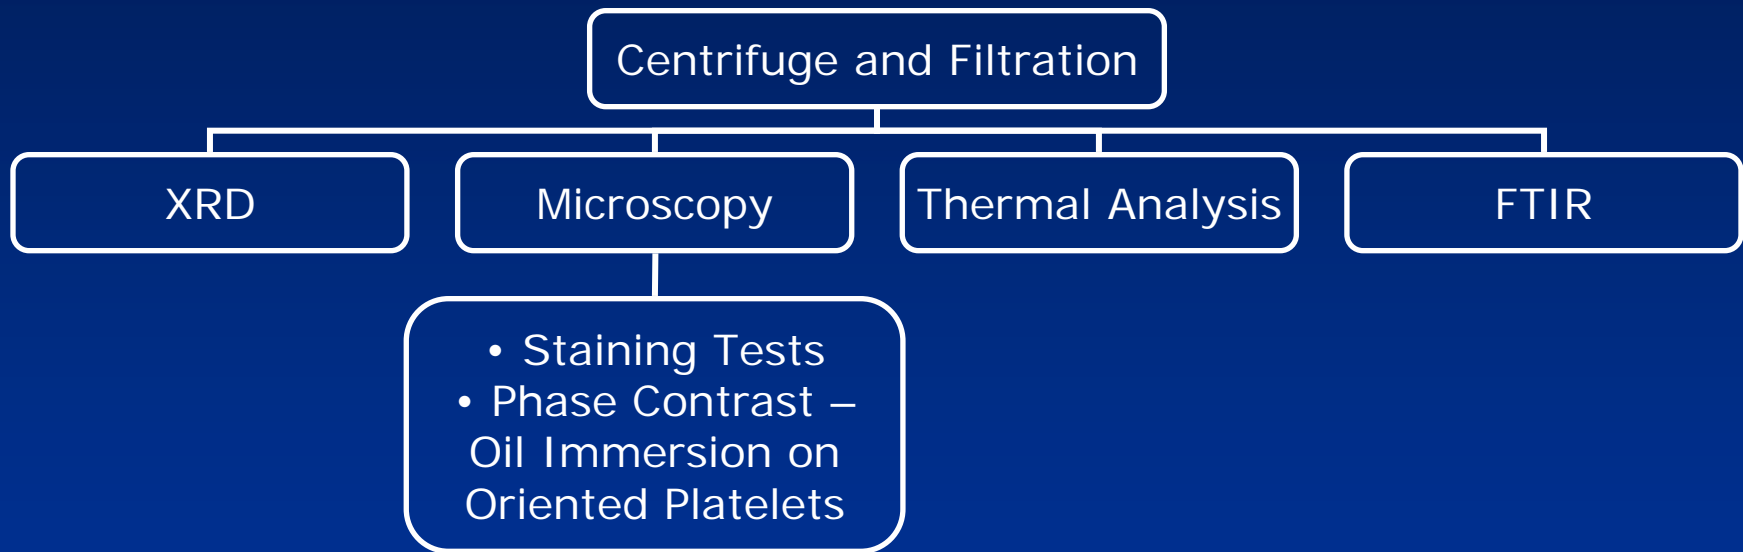 Centrifuge and Filtration
XRD
Microscopy
Thermal Analysis
FTIR
• Staining Tests
• Phase Contrast –
Oil Immersion on
Oriented Platelets